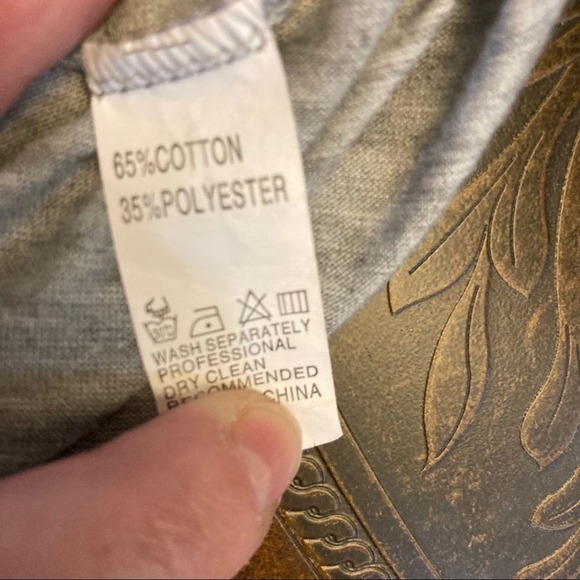 65%COTTON
35%POLYESTER
WASH SEPARATELY
PROFESSIONAL
DRY CLEAN
RECOMMENDED
CHINA